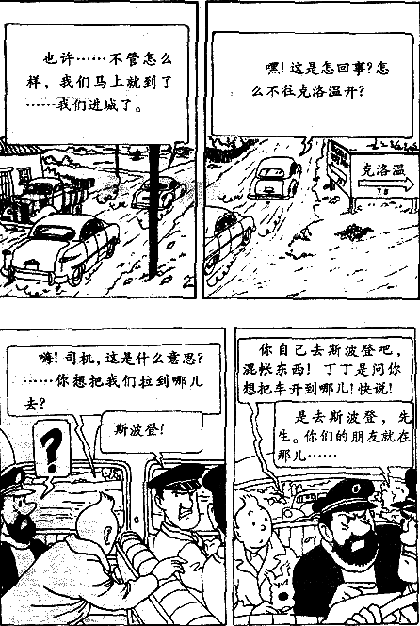 也许……不管怎么
样，我们马上就到了
……我们进城了。
嘿！这是怎回事？怎
么不往克洛温开？
克洛温
嗨！司机，这是什么意思？
……你想把我们拉到哪儿
去？
？
斯波登！
你自己去斯波登吧，
混帐东西！丁丁是问你
想把车开到哪儿！快说！
是去斯波登，先
生。你们的朋友就在
那儿……